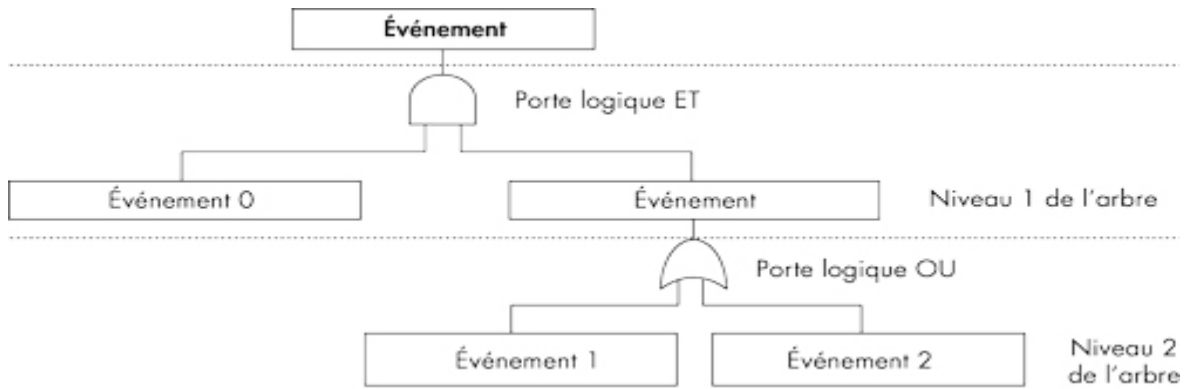 Événement
Porte logique ET
Événement 0
Événement
Niveau 1 de l'arbre
Porte logique OU
Événement 1
Événement 2
Niveau 2
de l'arbre